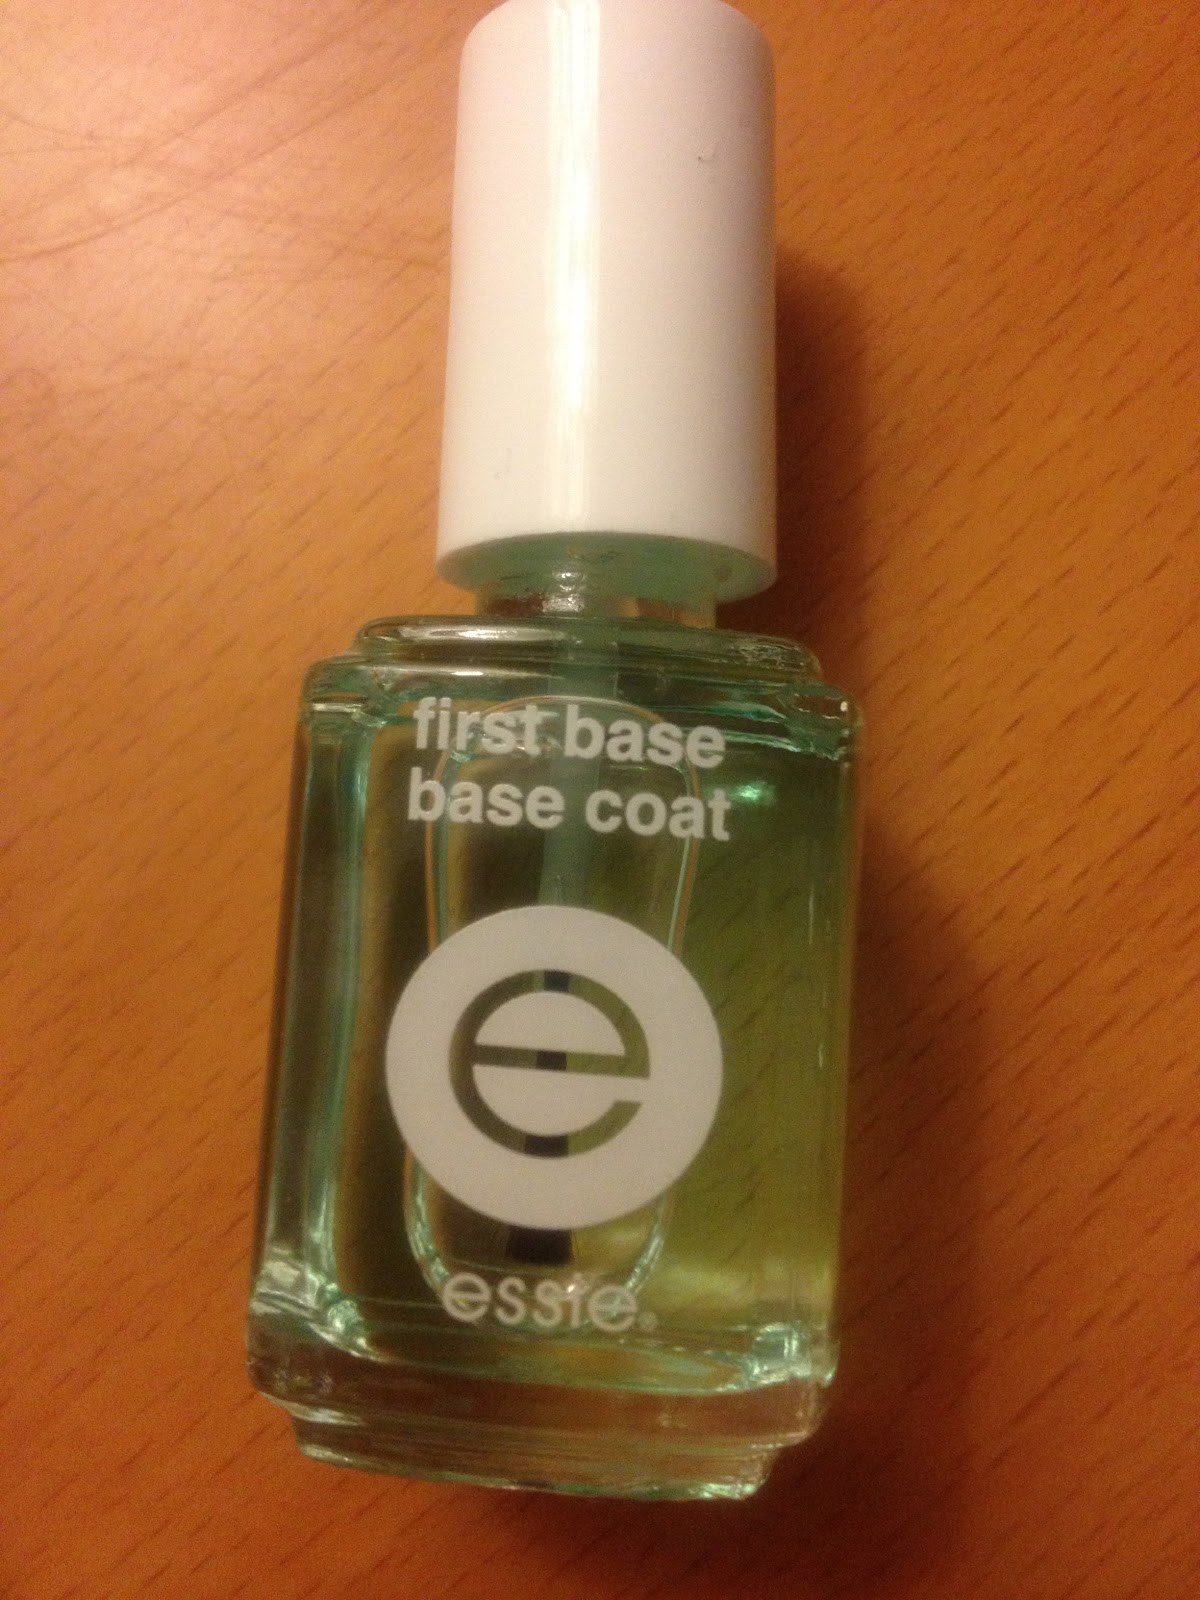 first base
base coat
e
essie®